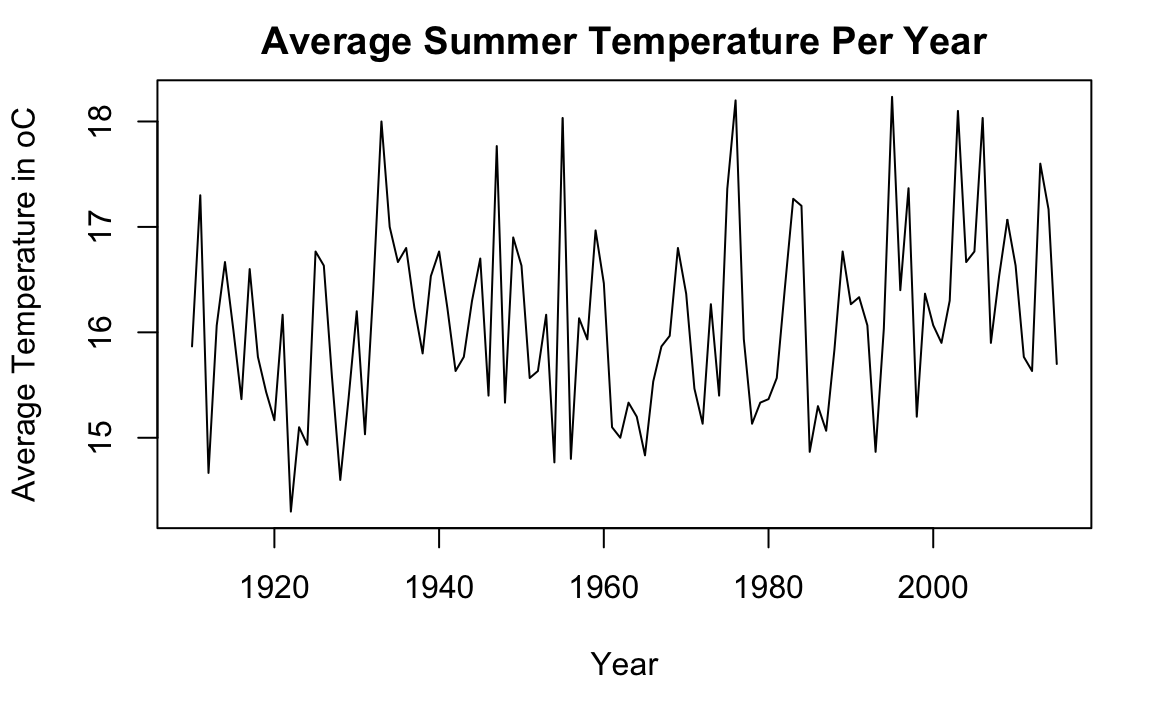 Average Summer Temperature Per Year
Average Temperature in oC
18
17
16
15
1920 1940 1960 1980 2000
Year